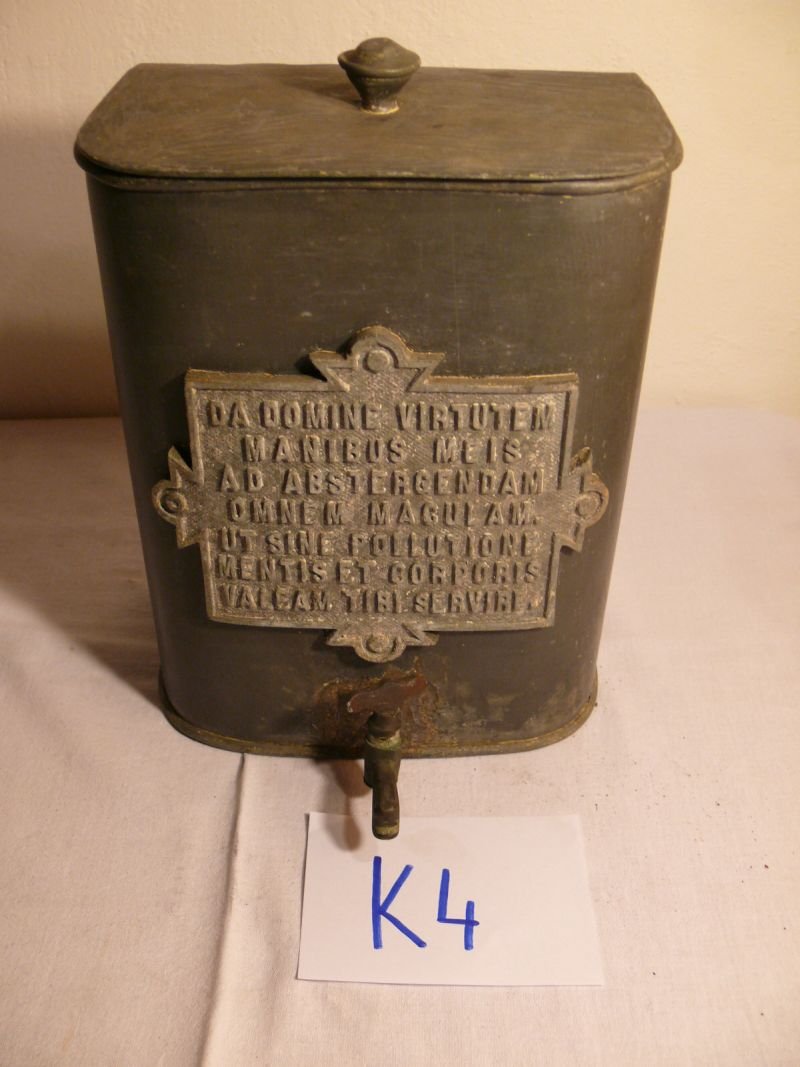 DA DOMINE VIRTUTEM
MANIBUS MEIS
AD ABSTERGENDAM
OMNEM MACULAM.
UT SINE POLLUTIONE
MENTIS ET CORPORIS
VALEAM TIBI SERVIRE.
K4